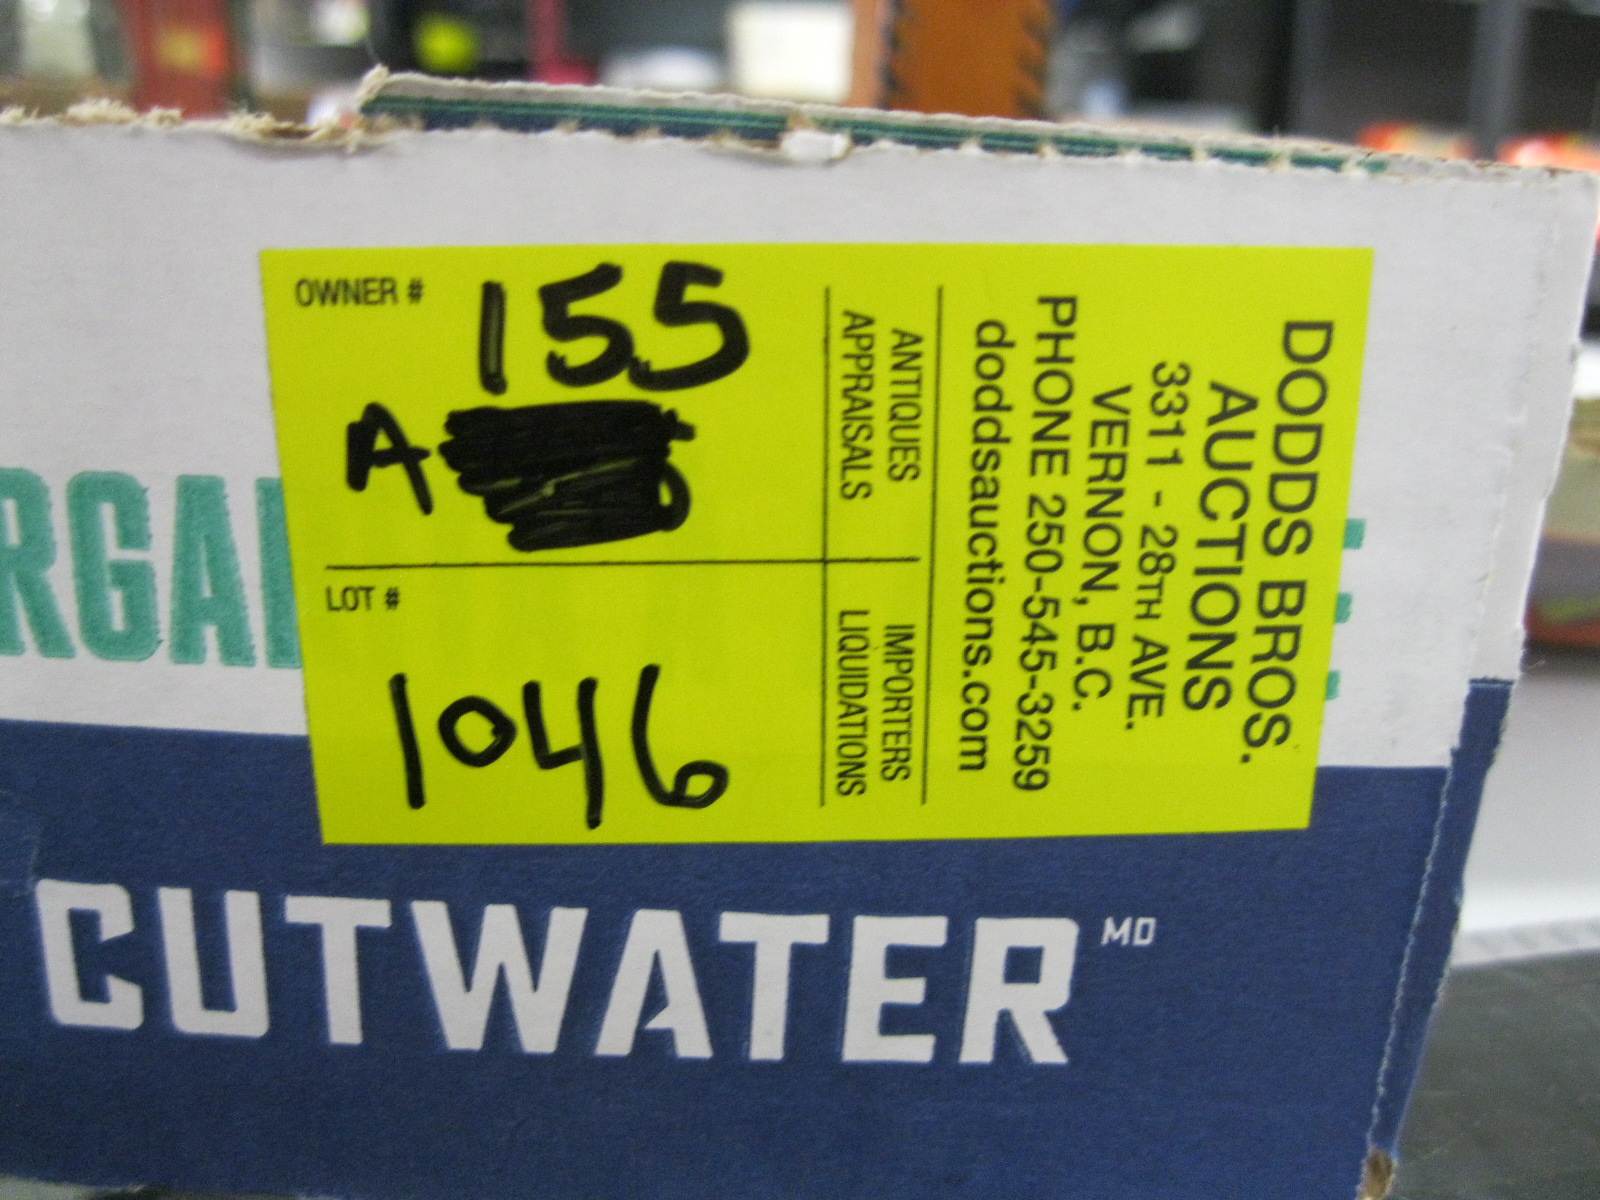 OWNER # 155
A
LOT #
1046
ANTIQUES
APPRAISALS
IMPORTERS
LIQUIDATIONS
DODDS BROS.
AUCTIONS
3311 - 28TH AVE.
VERNON, B.C.
PHONE 250-545-3259
doddsauctions.com
RGA
CUTWATER MD